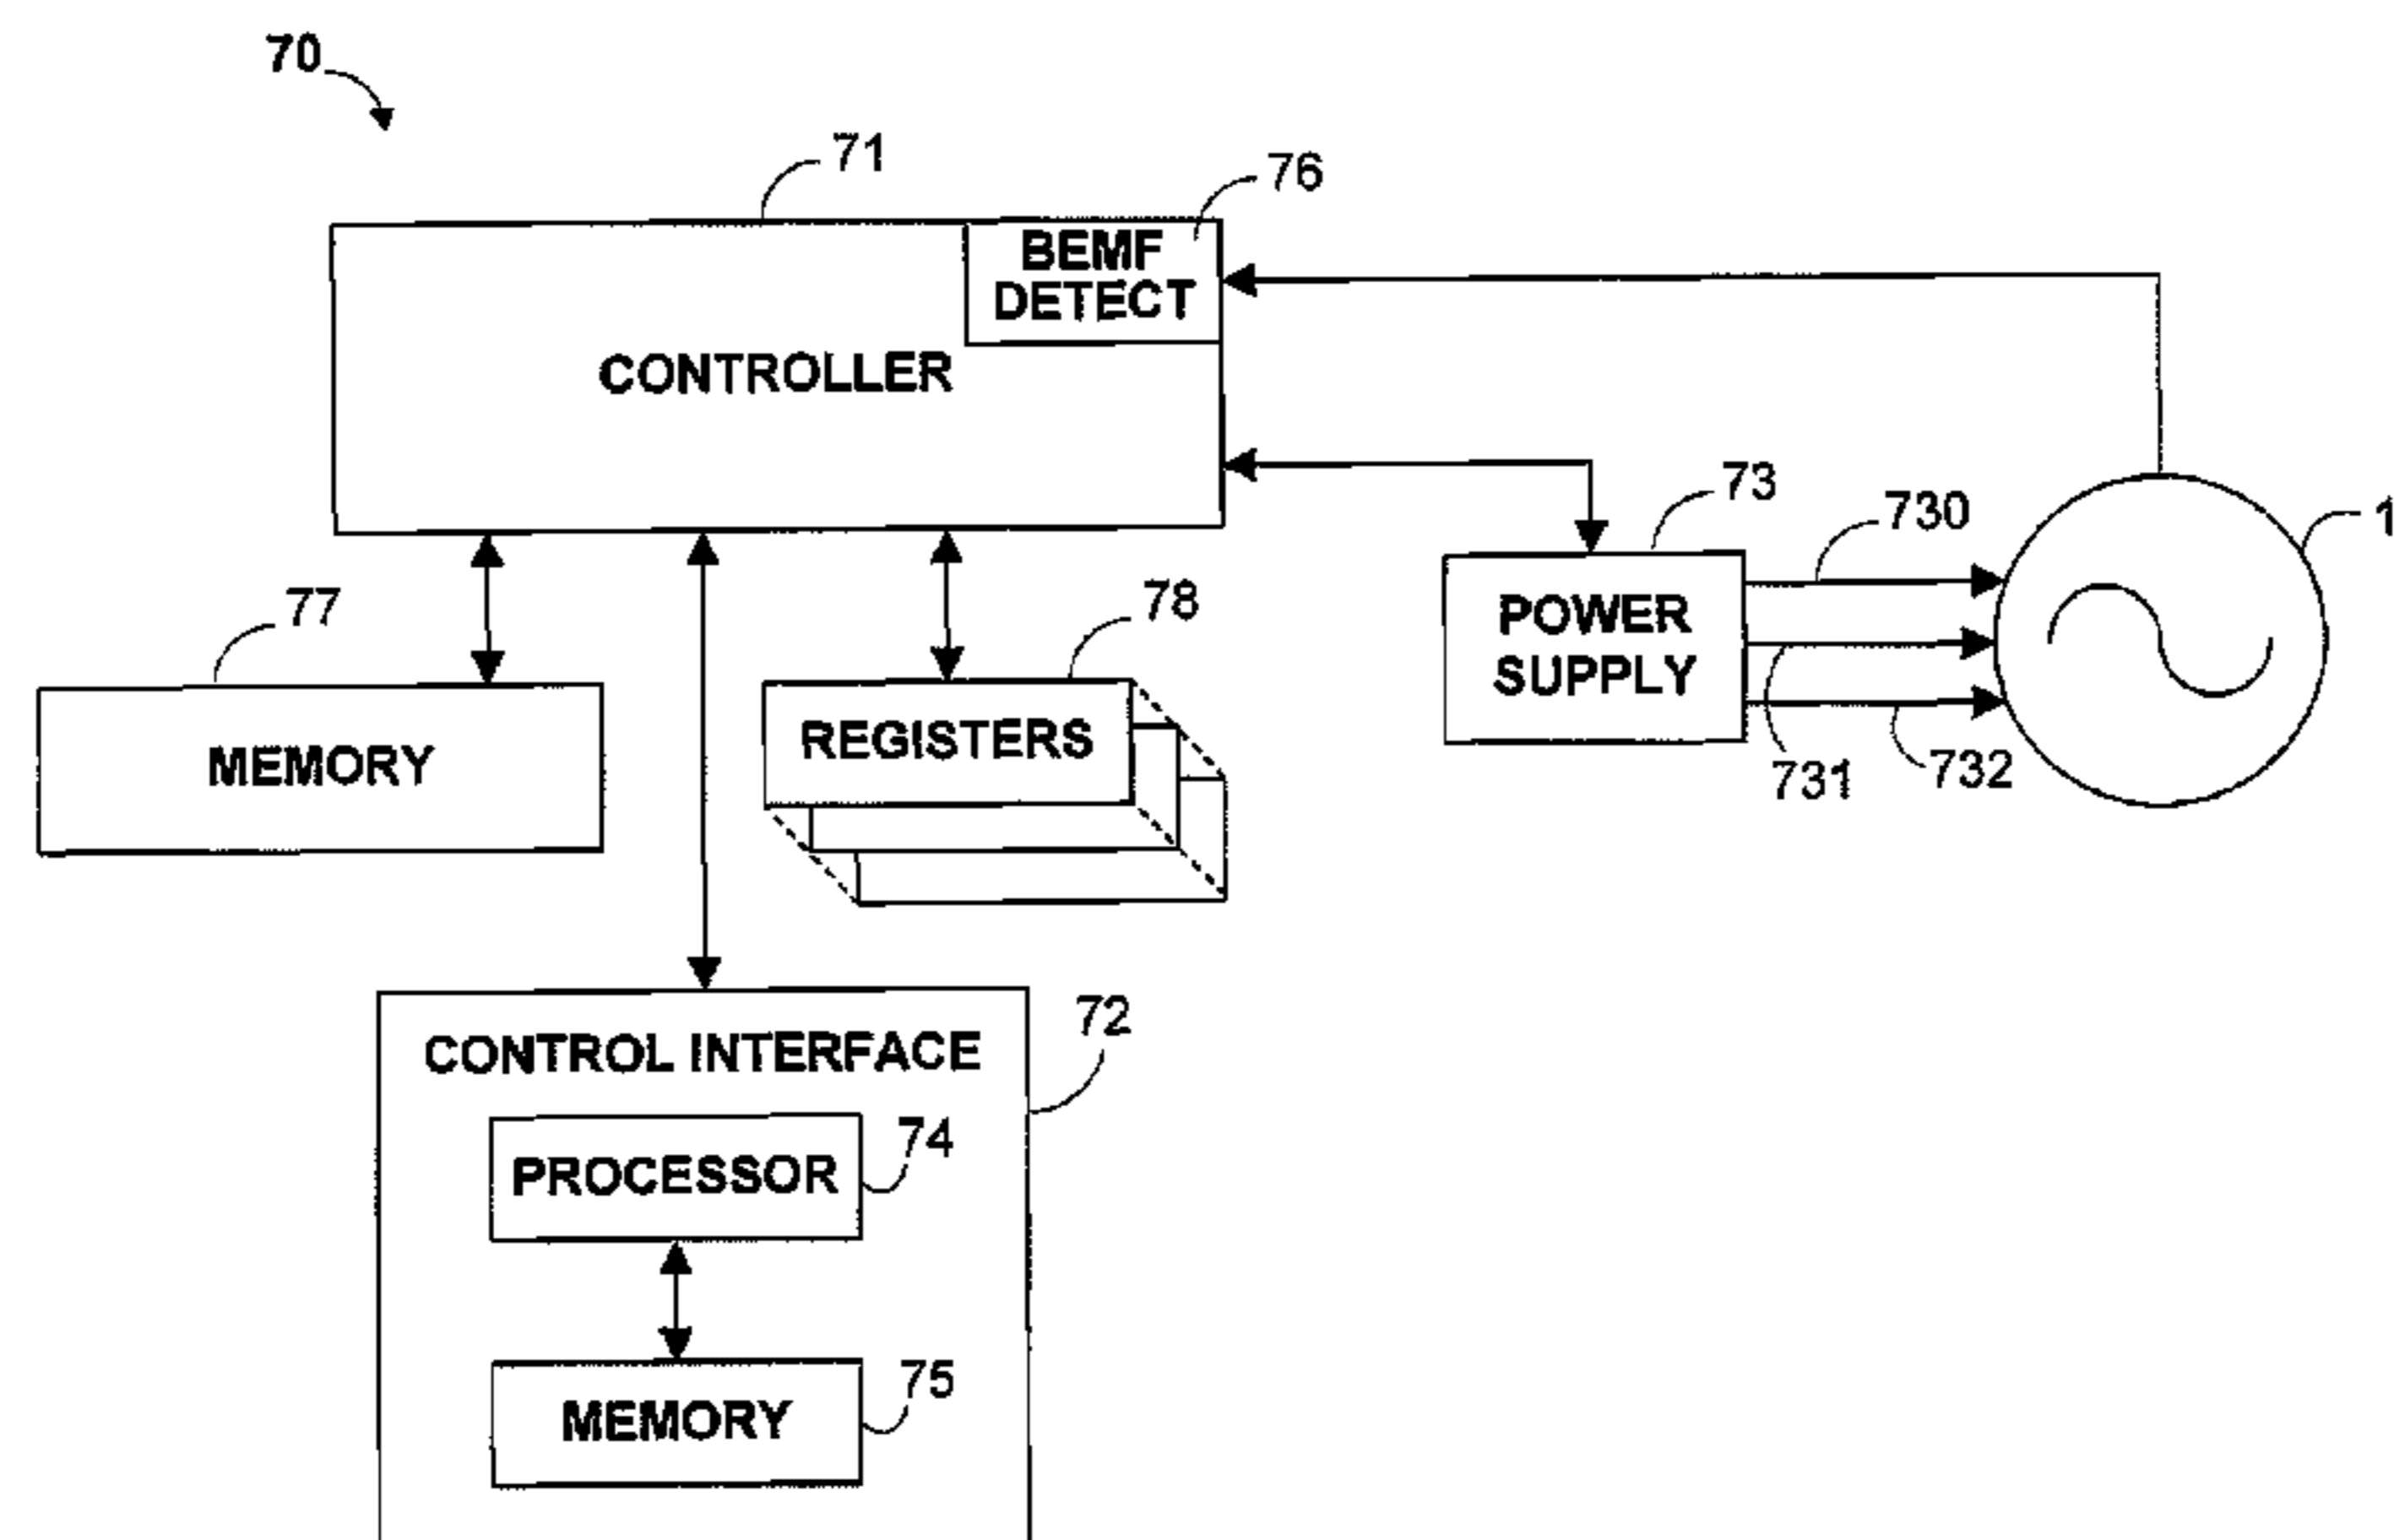 70
71
76
BEMF
DETECT
CONTROLLER
73
730
1
77
78
POWER
SUPPLY
REGISTERS
MEMORY
731
732
72
CONTROL INTERFACE
74
PROCESSOR
75
MEMORY